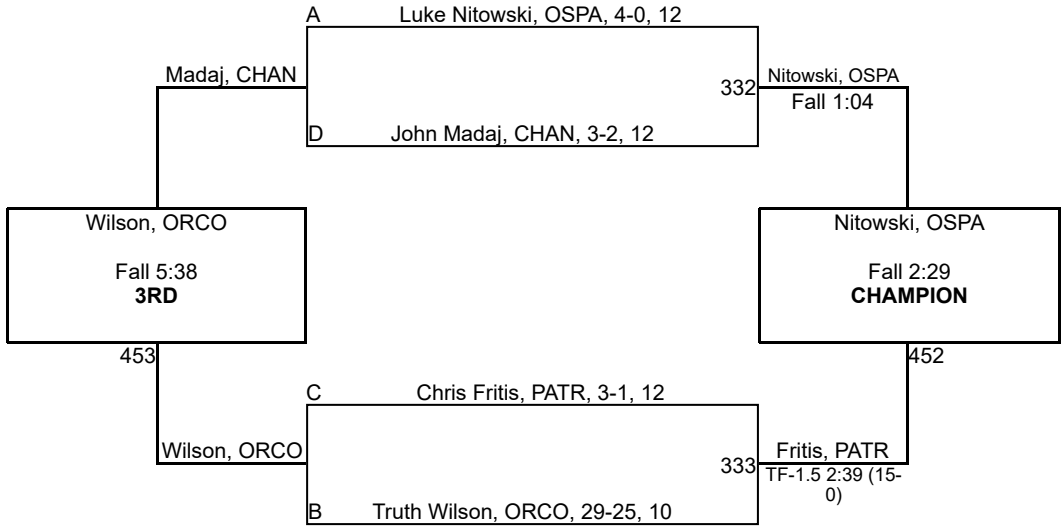 A Luke Nitowski, OSPA, 4-0, 12
Madaj, CHAN
332
Nitowski, OSPA
Fall 1:04
D John Madaj, CHAN, 3-2, 12
Wilson, ORCO
Fall 5:38
3RD
Nitowski, OSPA
Fall 2:29
CHAMPION
453
452
C Chris Fritis, PATR, 3-1, 12
Wilson, ORCO
333
Fritis, PATR
TF-1.5 2:39 (15-
0)
B Truth Wilson, ORCO, 29-25, 10